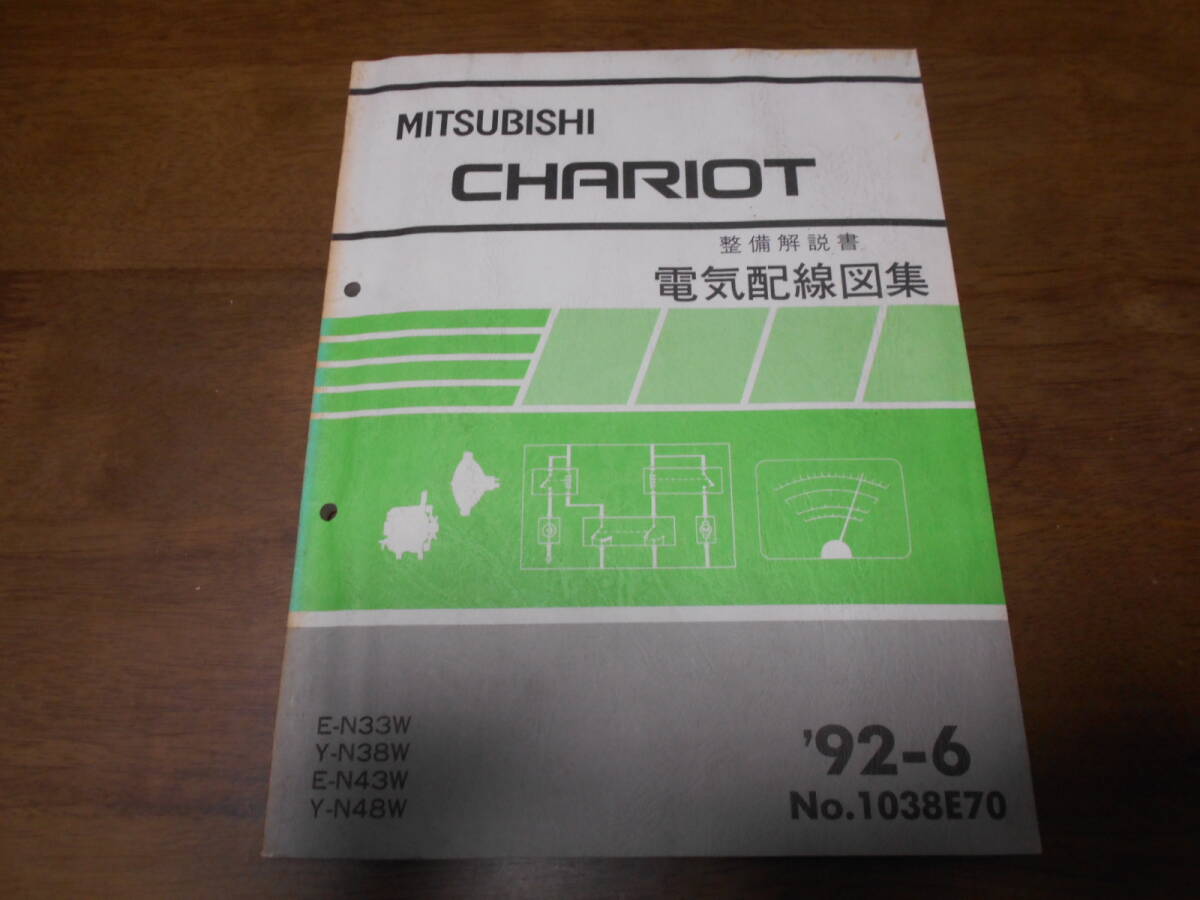 MITSUBISHI
CHARIOT
整備解説書
電気配線図集
E-N33W
Y-N38W
E-N43W
Y-N48W
'92-6
No.1038E70